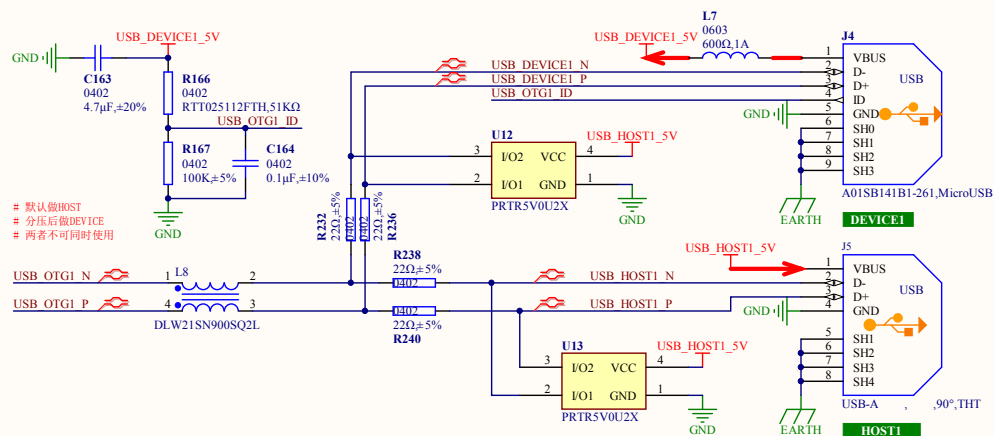 L7
0603
600Ω,1A
USB_DEVICE1_5V
USB_DEVICE1_5V
J4
GND
C163
0402
4.7µF,±20%
R166
0402
RTT025112FTH,51KΩ
USB_OTG1_ID
R167
0402
100K,±5%
C164
0402
0.1µF,±10%
GND
USB_DEVICE1_N
USB_DEVICE1_P
USB_OTG1_ID
1
2
3
4
5
6
7
8
9
VBUS
D-
D+
ID
GND
SH0
SH1
SH2
SH3
USB
GND
EARTH
A01SB141B1-261,MicroUSB
DEVICE1
U12
3
I/O2
VCC
4
2
I/O1
GND
1
PRTR5V0U2X
USB_HOST1_5V
GND
# 默认做HOST
# 分压后做DEVICE
# 两者不可同时使用
R232
22Ω,±5%
0402
0402
22Ω,±5%
R236
USB_OTG1_N
USB_OTG1_P
1
L8
2
4
3
DLW21SN900SQ2L
R238
22Ω,±5%
0402
0402
22Ω,±5%
R240
USB_HOST1_N
USB_HOST1_P
USB_HOST1_5V
J5
1
2
3
4
5
6
7
8
VBUS
D-
D+
GND
SH1
SH2
SH3
SH4
USB
GND
EARTH
USB-A , ,90°,THT
HOST1
U13
3
I/O2
VCC
4
2
I/O1
GND
1
PRTR5V0U2X
USB_HOST1_5V
GND